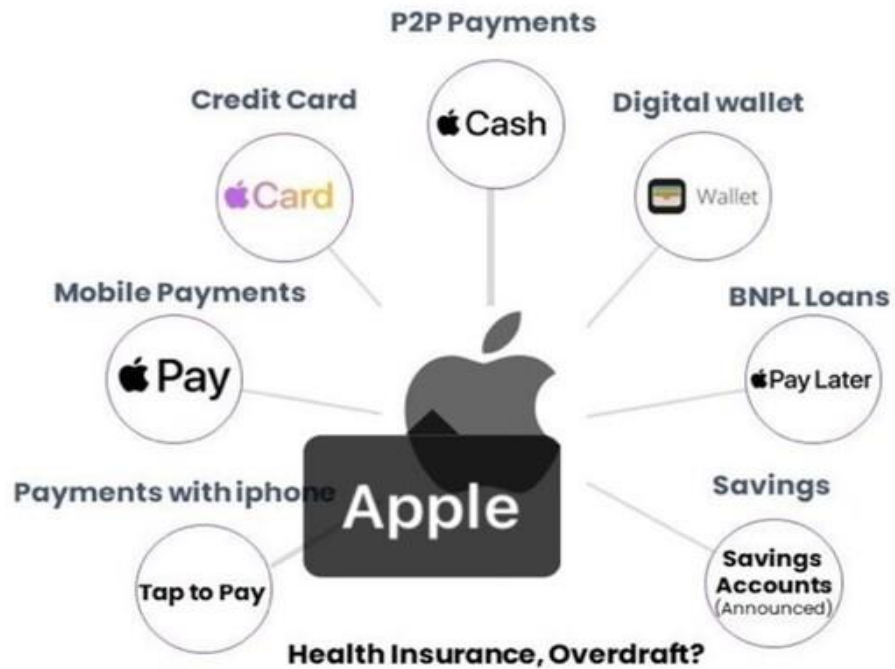 P2P Payments
Cash
Credit Card
Card
Digital wallet
Wallet
Mobile Payments
Pay
BNPL Loans
Pay Later
Payments with iphone
Tap to Pay
Apple
Savings
Savings
Accounts
(Announced)
Health Insurance, Overdraft?